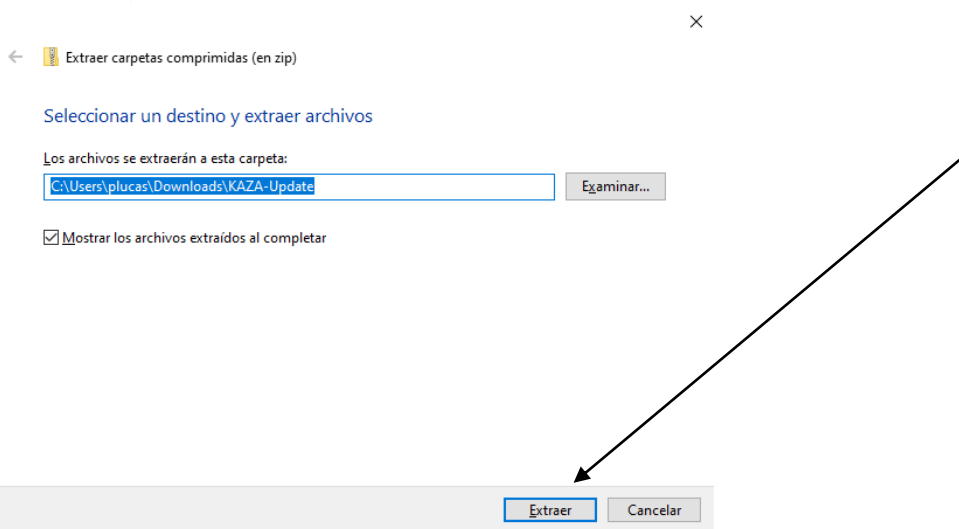 Extraer carpetas comprimidas (en zip)
Seleccionar un destino y extraer archivos
Los archivos se extraerán a esta carpeta:
C:\Users\plucas\Downloads\KAZA-Update
Examinar...
Mostrar los archivos extraídos al completar
Extraer
Cancelar